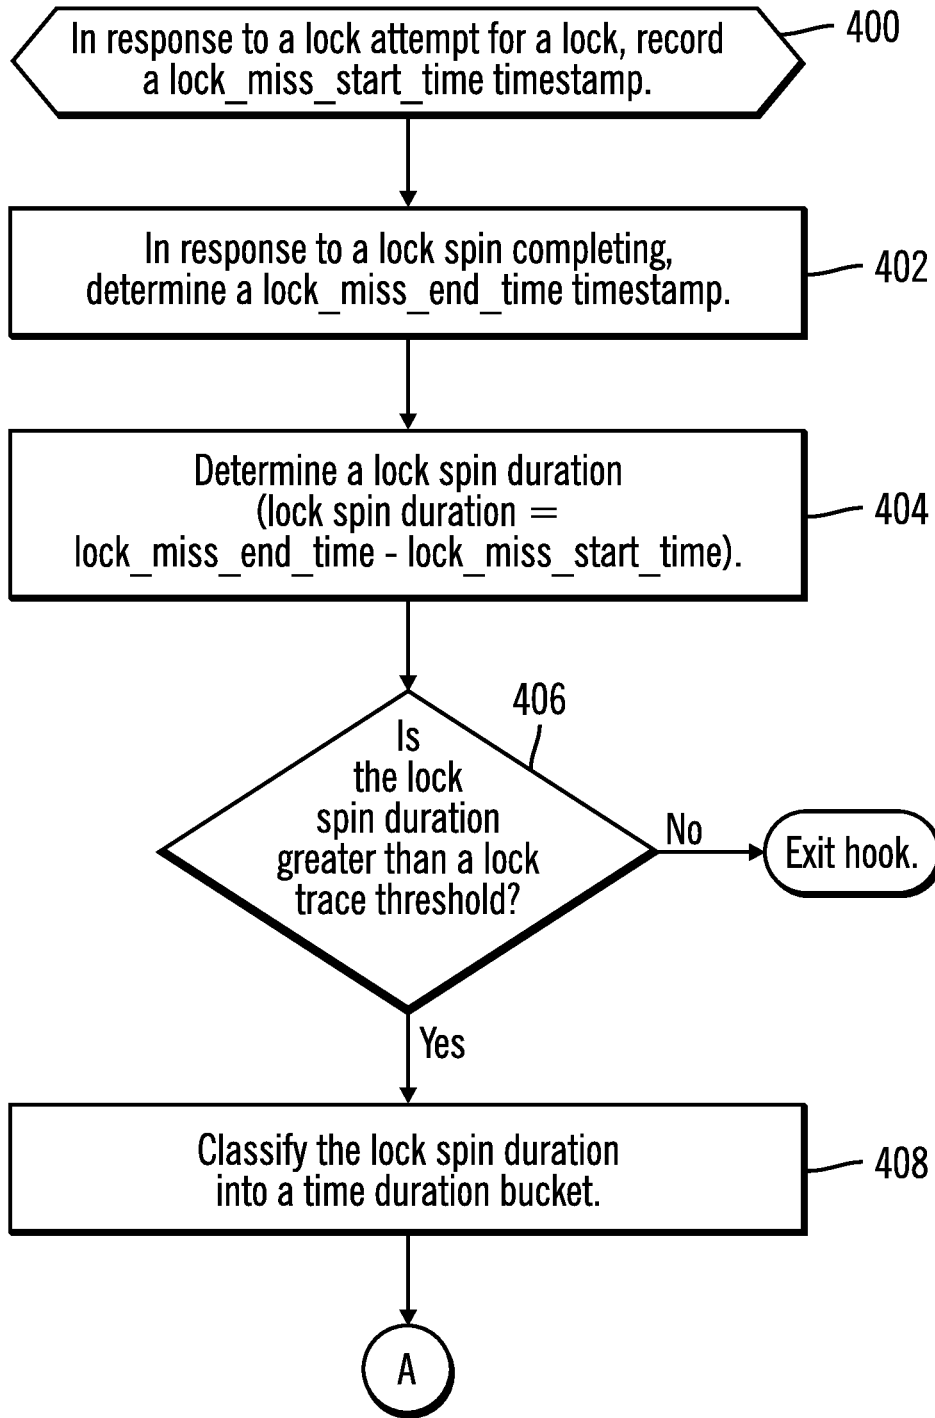 In response to a lock attempt for a lock, record
a lock_miss_start_time timestamp.
400
In response to a lock spin completing,
determine a lock_miss_end_time timestamp.
402
Determine a lock spin duration
(lock spin duration =
lock_miss_end_time - lock_miss_start_time).
404
406
Is
the lock
spin duration
greater than a lock
trace threshold?
No
Exit hook.
Yes
Classify the lock spin duration
into a time duration bucket.
408
A